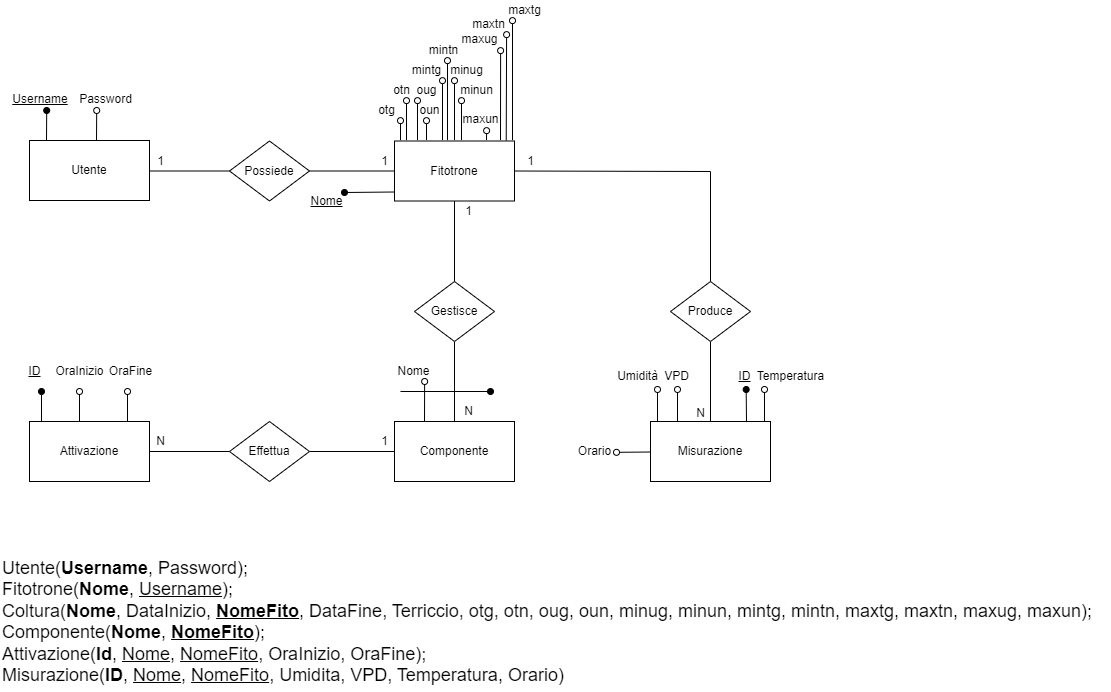 maxtg
maxtn
maxug
mintn
mintg minug
otn oug minun
otg oun maxun
Username Password
Utente
1
Possiede
1
Fitotrone
1
Nome
1
Gestisce
Produce
ID OraInizio OraFine
Nome
Umidità VPD ID Temperatura
N
N
Attivazione
N
Effettua
1
Componente
Orario
Misurazione
Utente(Username, Password);
Fitotrone(Nome, Username);
Coltura(Nome, DataInizio, NomeFito, DataFine, Terriccio, otg, otn, oug, oun, minug, minun, mintg, mintn, maxtg, maxtn, maxug, maxun);
Componente(Nome, NomeFito);
Attivazione(Id, Nome, NomeFito, OraInizio, OraFine);
Misurazione(ID, Nome, NomeFito, Umidita, VPD, Temperatura, Orario)